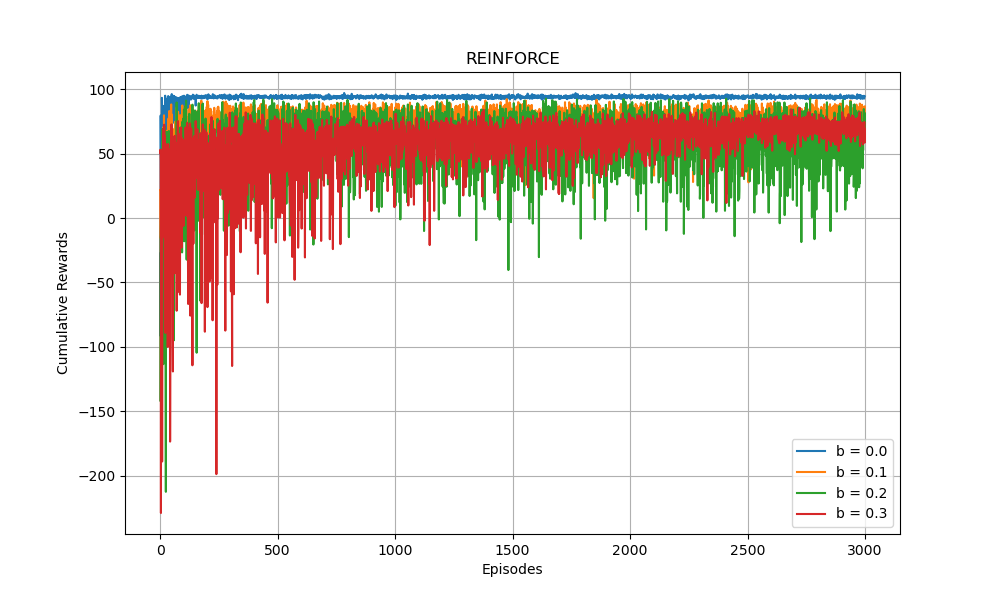 REINFORCE
100
50
0
−50
−100
−150
−200
Cumulative Rewards
0
500
1000
1500
2000
2500
3000
Episodes
b = 0.0
b = 0.1
b = 0.2
b = 0.3